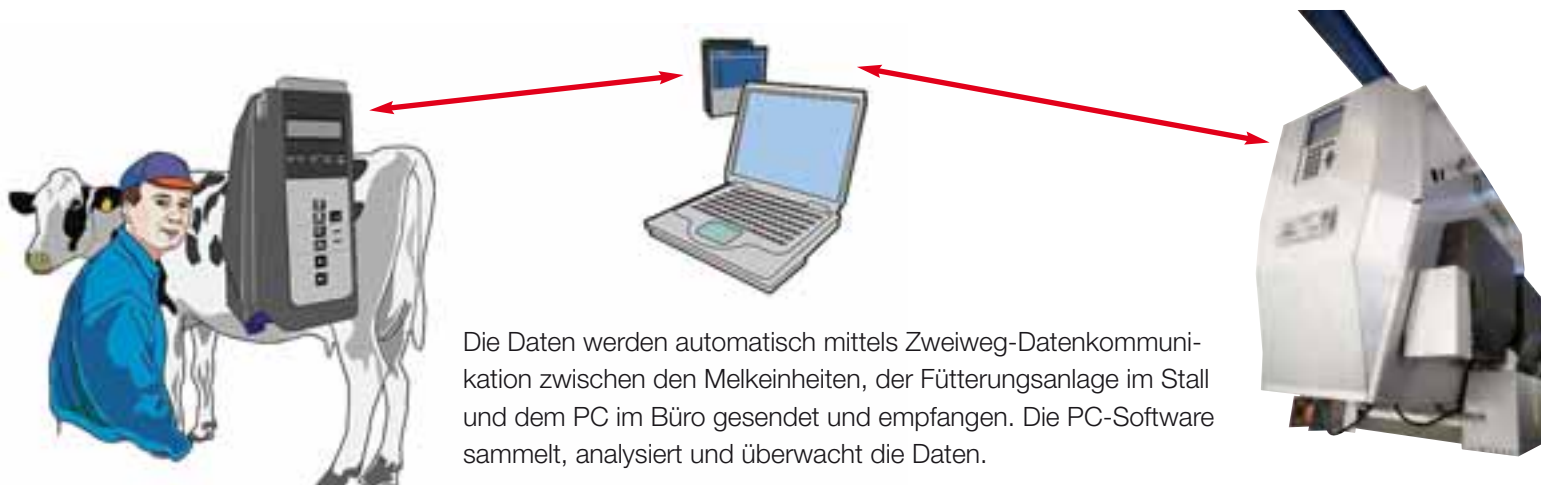 Die Daten werden automatisch mittels Zweiweg-Datenkommuni-
kation zwischen den Melkeinheiten, der Fütterungsanlage im Stall
und dem PC im Büro gesendet und empfangen. Die PC-Software
sammelt, analysiert und überwacht die Daten.